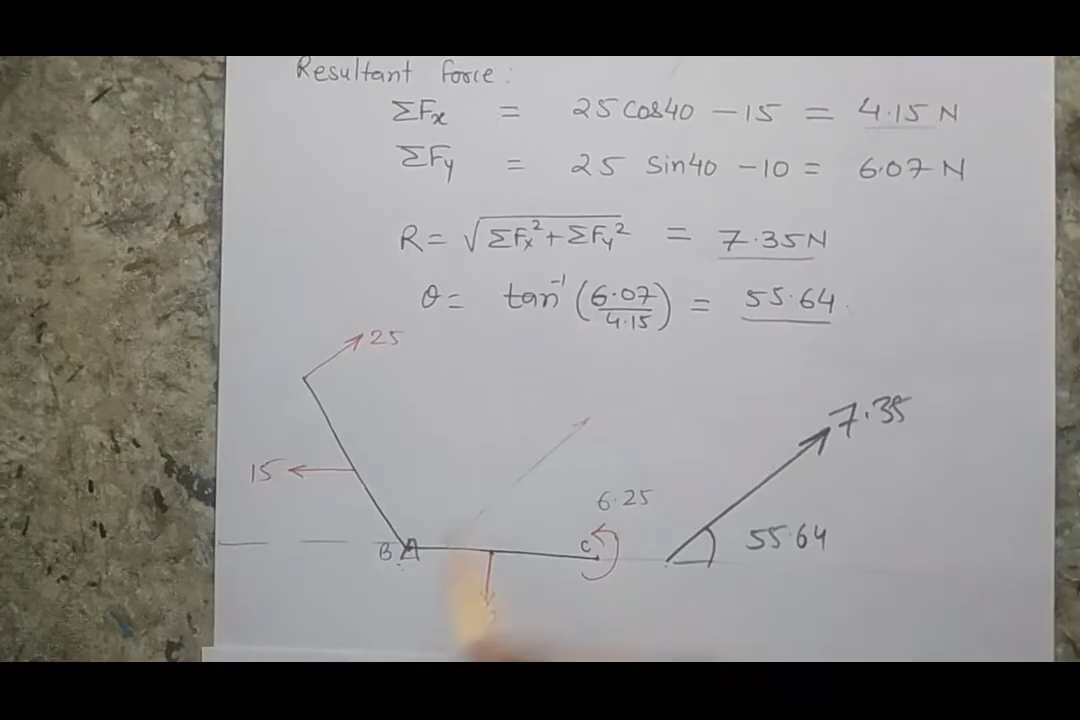 Resultant force:
ΣFx = 25 cos40 - 15 = 4.15 N
ΣFy = 25 sin40 - 10 = 6.07 N
R = √ΣFx² + ΣFy² = 7.35N
θ = tan⁻¹ (6.07/4.15) = 55.64
25
7.35
15
6.25
B
C
55.64